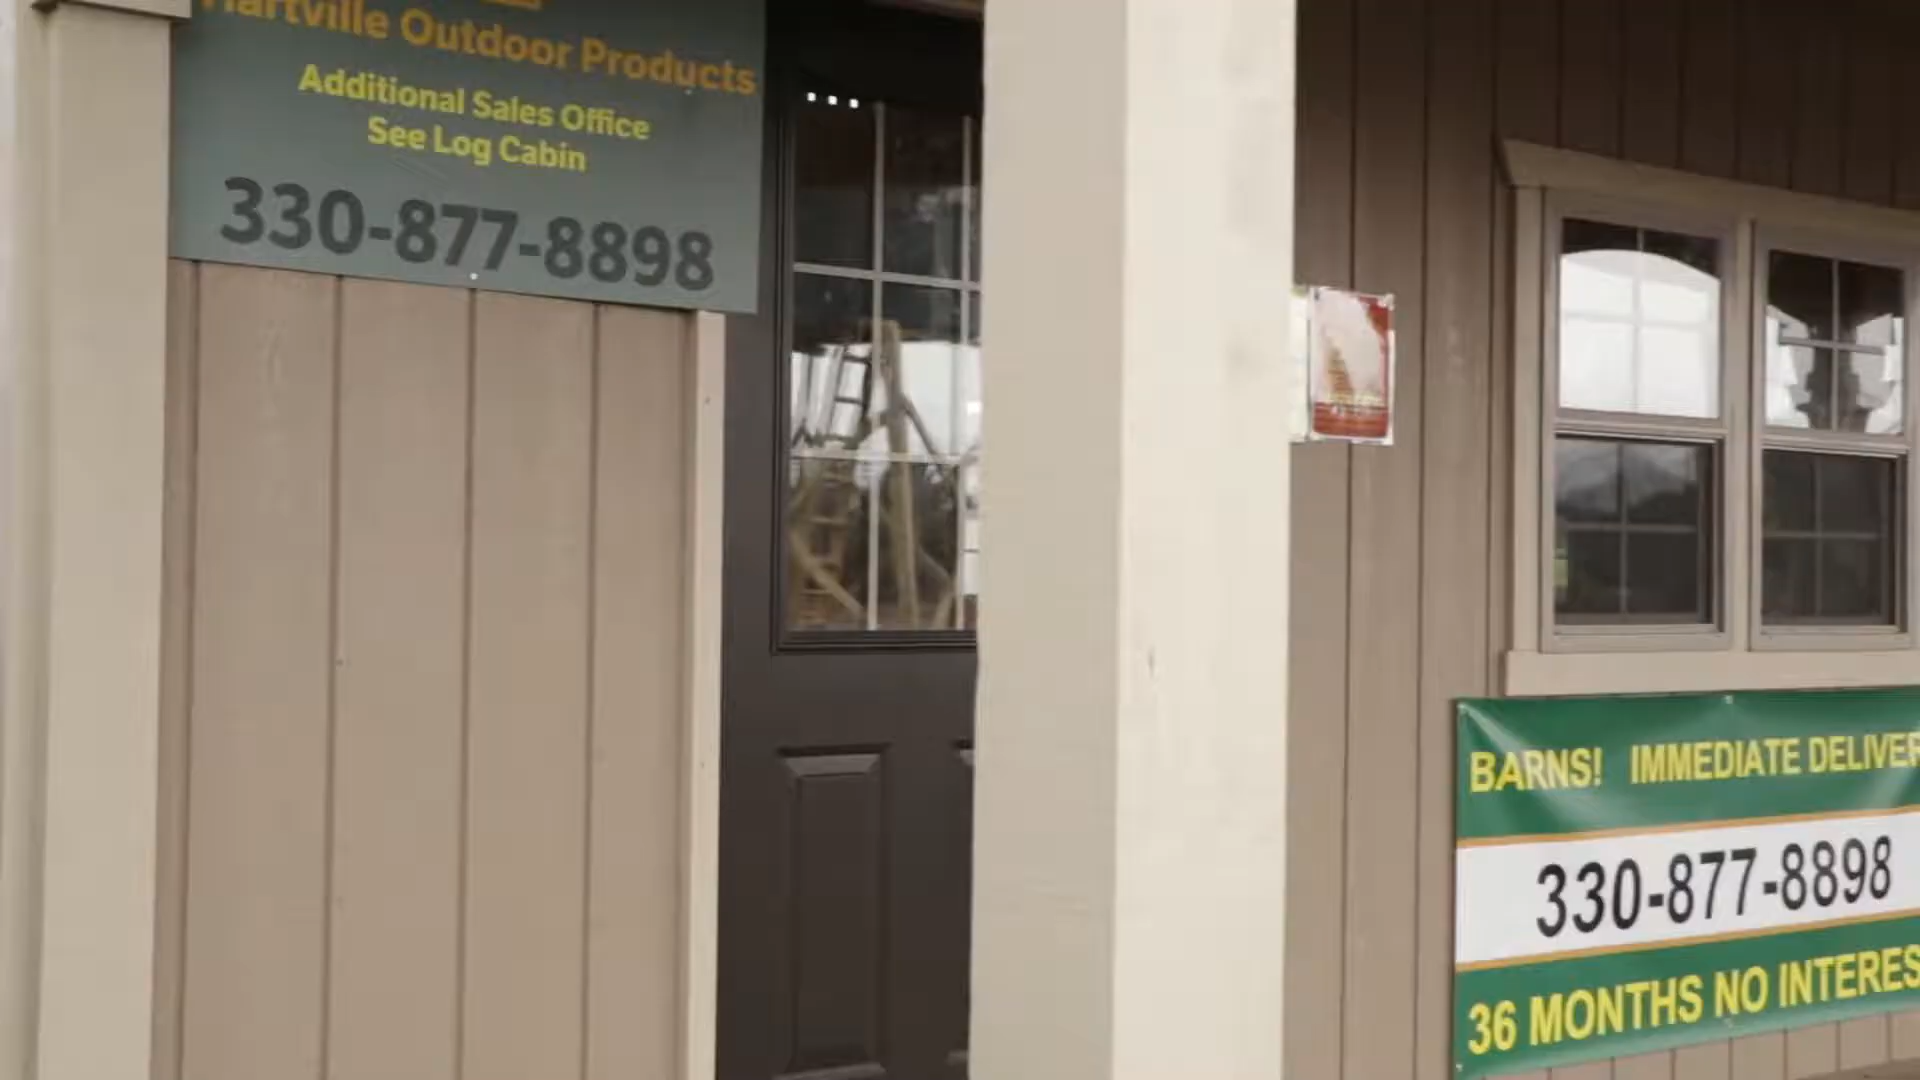 Hartville Outdoor Products
Additional Sales Office
See Log Cabin
330-877-8898
BARNS! IMMEDIATE DELIVER
330-877-8898
36 MONTHS NO INTERES